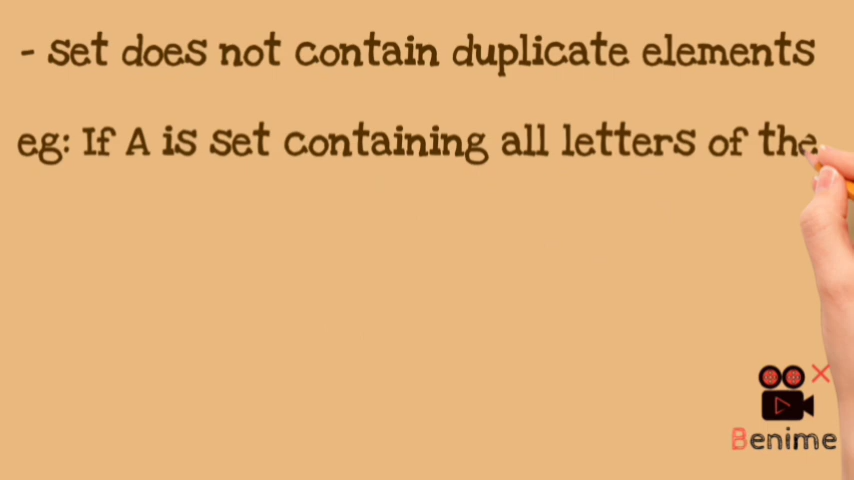 - set does not contain duplicate elements
eg: If A is set containing all letters of the
Benime